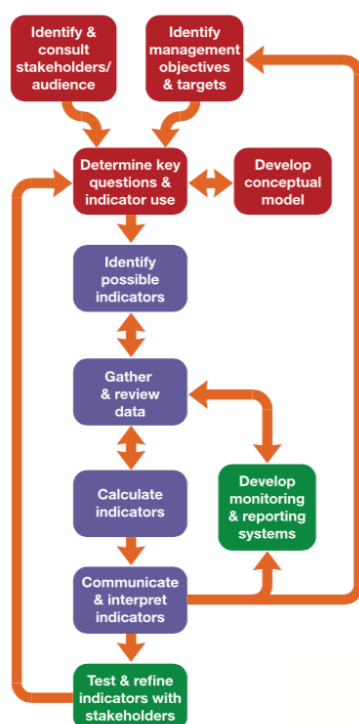 Identify &
consult
stakeholders/
audience
Identify
management
objectives
& targets
Determine key
questions &
indicator use
Develop
conceptual
model
Identify
possible
indicators
Gather
& review
data
Calculate
indicators
Develop
monitoring
& reporting
systems
Communicate
& interpret
indicators
Test & refine
indicators with
stakeholders